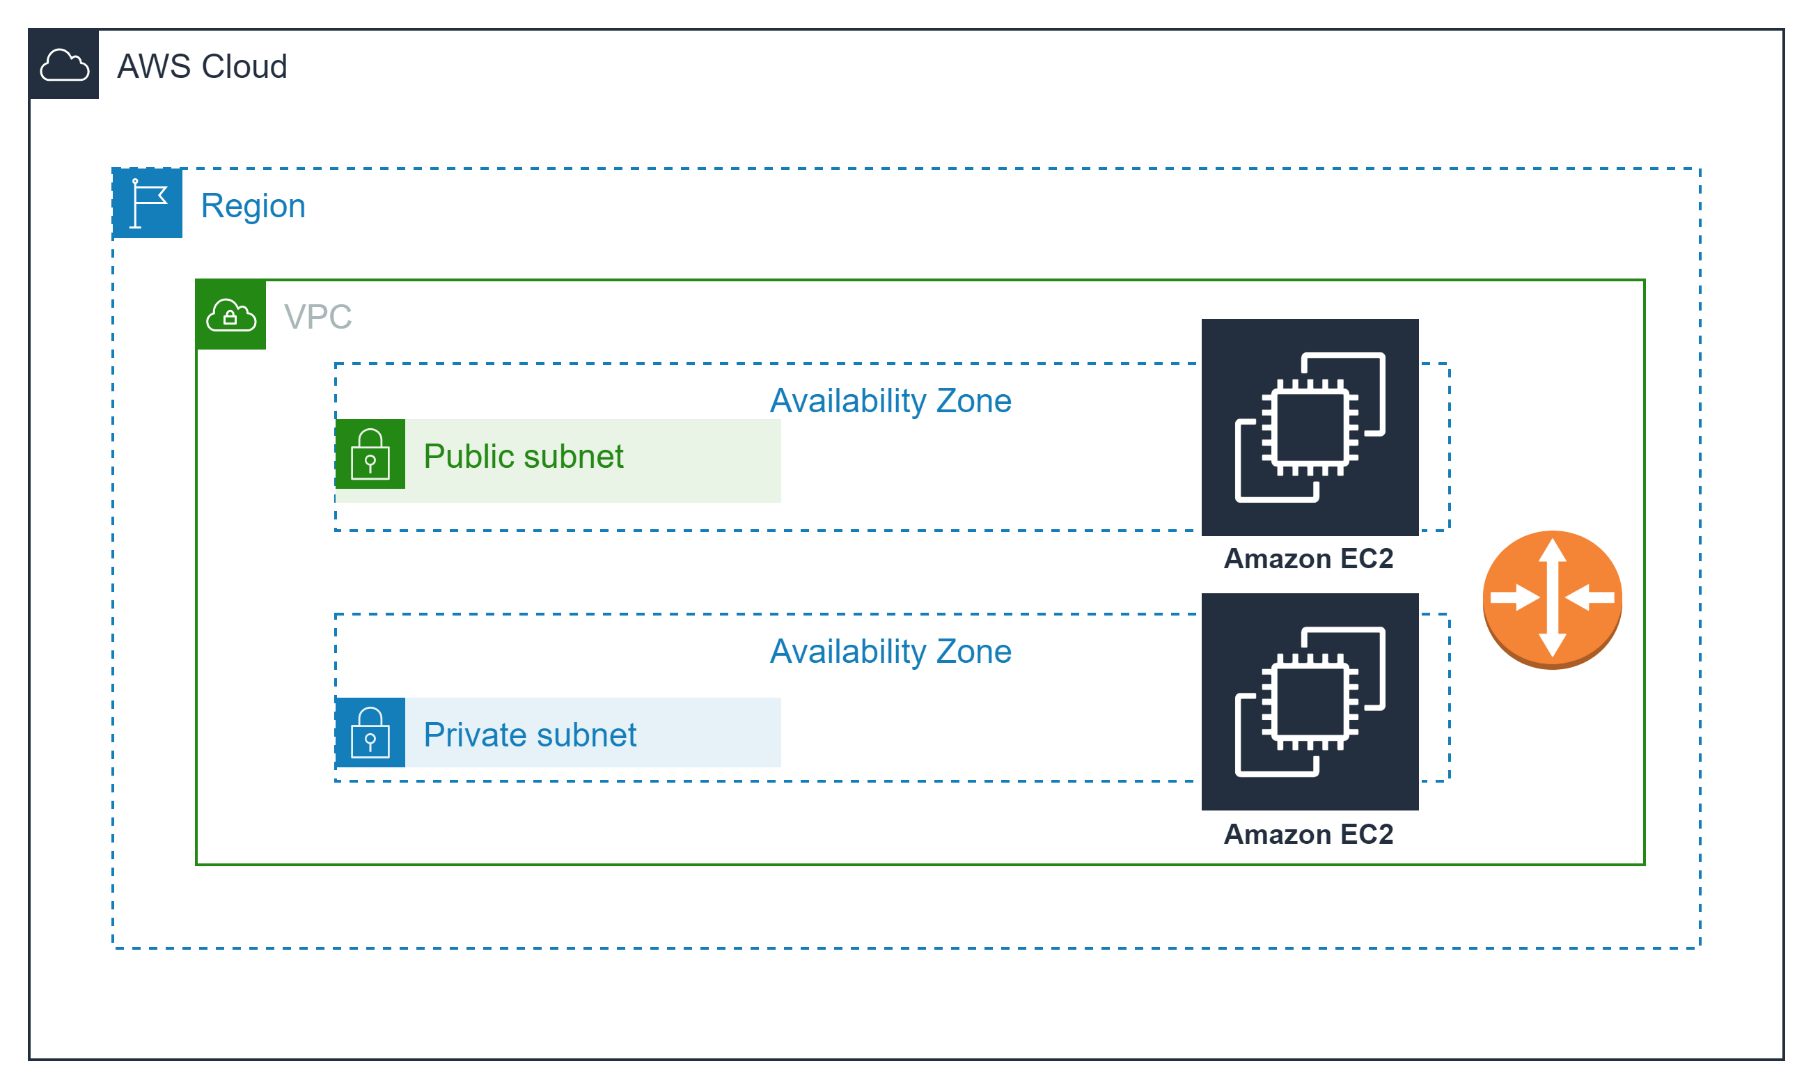 AWS Cloud
Region
VPC
Availability Zone
Public subnet
Amazon EC2
Availability Zone
Private subnet
Amazon EC2